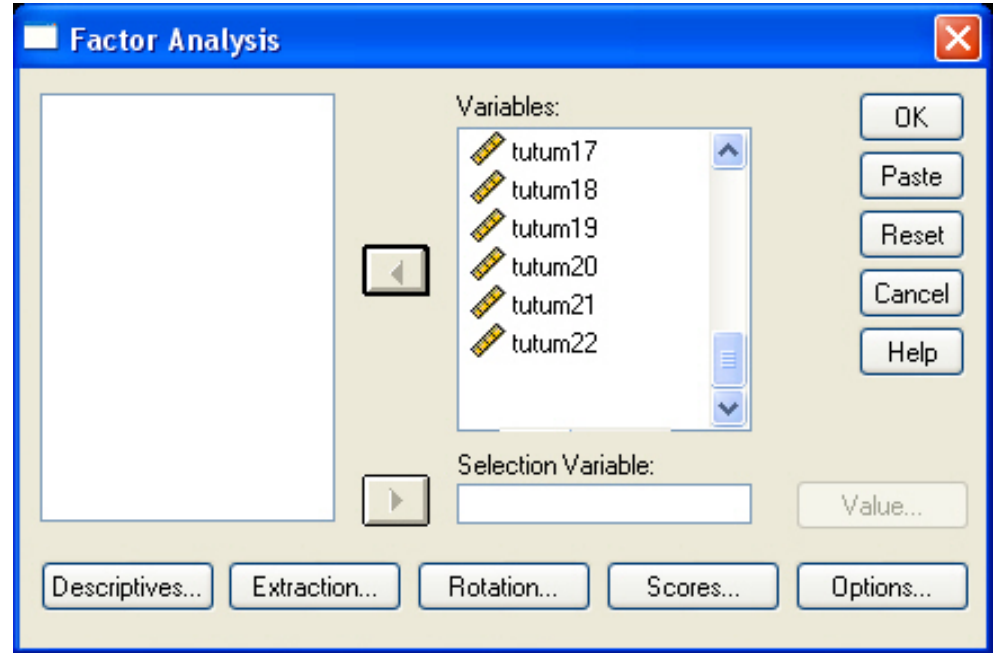 Factor Analysis
Variables:
tutum17
tutum18
tutum19
tutum20
tutum21
tutum22
OK
Paste
Reset
Cancel
Help
Selection Variable:
Value...
Descriptives...
Extraction...
Rotation...
Scores...
Options...